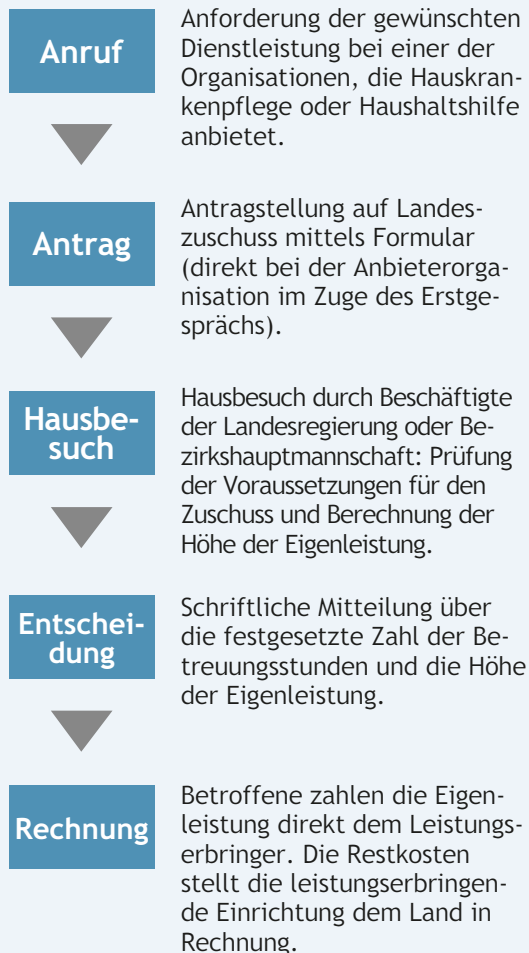 Anruf
Anforderung der gewünschten
Dienstleistung bei einer der
Organisationen, die Hauskran-
kenpflege oder Haushaltshilfe
anbietet.
Antrag
Antragstellung auf Landes-
zuschuss mittels Formular
(direkt bei der Anbieterorga-
nisation im Zuge des Erstge-
sprächs).
Hausbe-
such
Hausbesuch durch Beschäftigte
der Landesregierung oder Be-
zirkshauptmannschaft: Prüfung
der Voraussetzungen für den
Zuschuss und Berechnung der
Höhe der Eigenleistung.
Entschei-
dung
Schriftliche Mitteilung über
die festgesetzte Zahl der Be-
treuungsstunden und die Höhe
der Eigenleistung.
Rechnung
Betroffene zahlen die Eigen-
leistung direkt dem Leistungs-
erbringer. Die Restkosten
stellt die leistungserbringen-
de Einrichtung dem Land in
Rechnung.